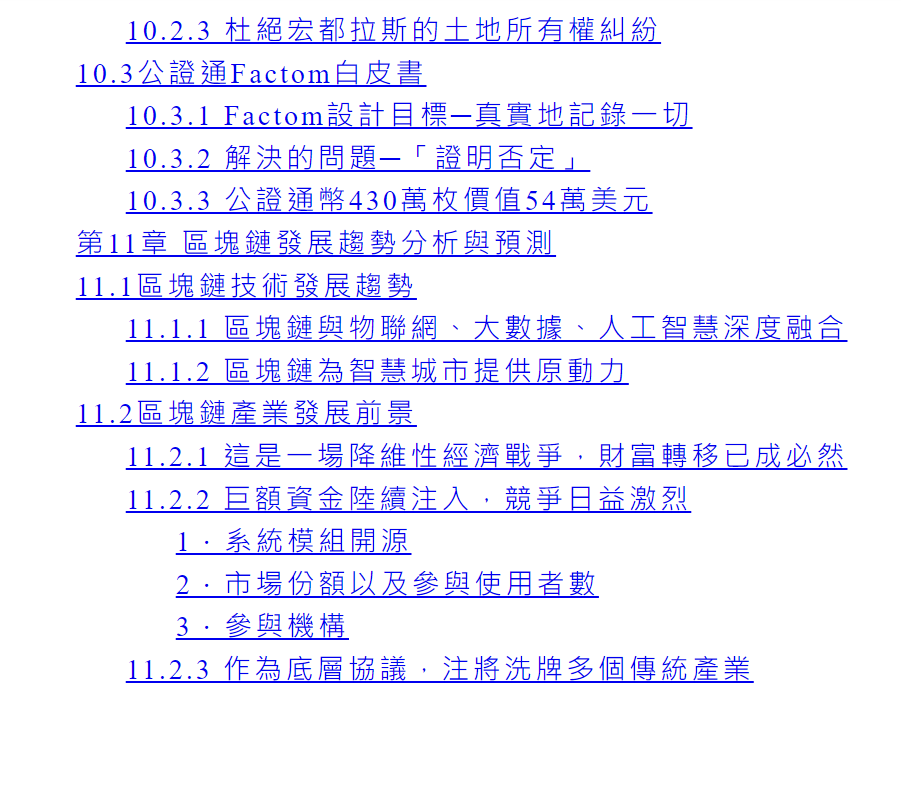 10.2.3 杜絕宏都拉斯的土地所有權糾紛
10.3公證通Factom白皮書
10.3.1 Factom設計目標─真實地記錄一切
10.3.2 解決的問題─「證明否定」
10.3.3 公證通幣430萬枚價值54萬美元
第11章 區塊鏈發展趨勢分析與預測
11.1區塊鏈技術發展趨勢
11.1.1 區塊鏈與物聯網、大數據、人工智慧深度融合
11.1.2 區塊鏈為智慧城市提供原動力
11.2區塊鏈產業發展前景
11.2.1 這是一場降維性經濟戰爭，財富轉移已成必然
11.2.2 巨額資金陸續注入，競爭日益激烈
1．系統模組開源
2．市場份額以及參與使用者數
3．參與機構
11.2.3 作為底層協議，注將洗牌多個傳統產業